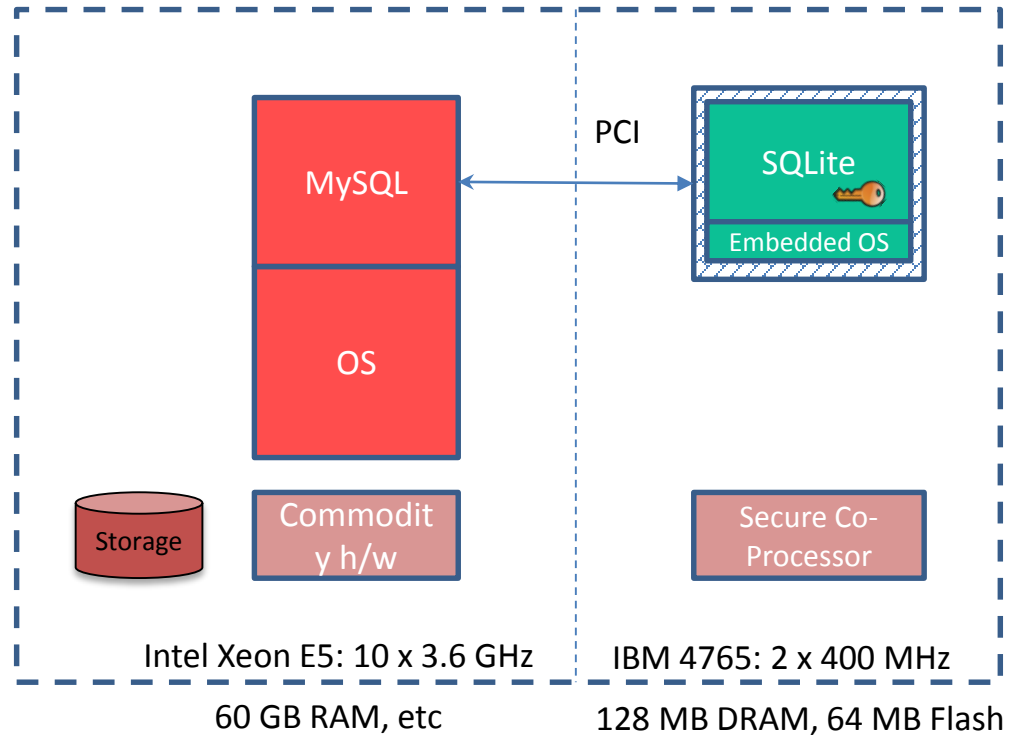 PCI
MySQL
SQLite
Embedded OS
OS
Storage
Commodit
y h/w
Secure Co-
Processor
Intel Xeon E5: 10 x 3.6 GHz
IBM 4765: 2 x 400 MHz
60 GB RAM, etc
128 MB DRAM, 64 MB Flash